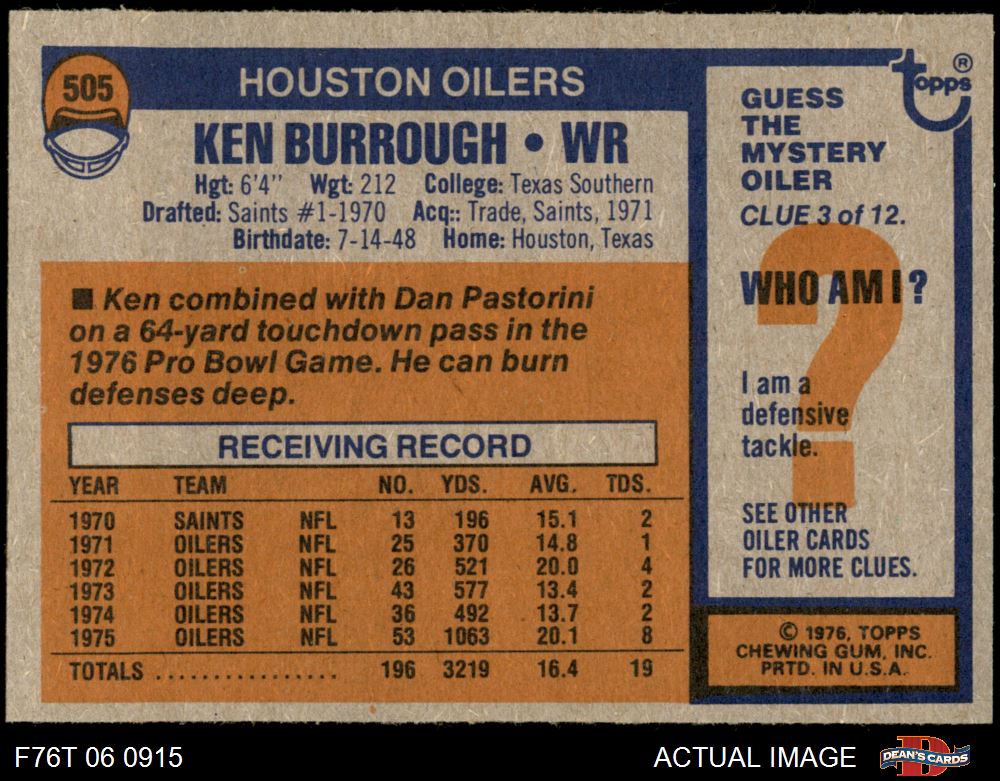 505
HOUSTON OILERS
KEN BURROUGH • WR
Hgt: 6'4" Wgt: 212 College: Texas Southern
Drafted: Saints #1-1970 Acq.: Trade, Saints, 1971
Birthdate: 7-14-48 Home: Houston, Texas
■ Ken combined with Dan Pastorini
on a 64-yard touchdown pass in the
1976 Pro Bowl Game. He can burn
defenses deep.
RECEIVING RECORD
YEAR TEAM NO. YDS. AVG. TDS.
1970 SAINTS NFL 13 196 15.1 2
1971 OILERS NFL 25 370 14.8 1
1972 OILERS NFL 26 521 20.0 4
1973 OILERS NFL 43 577 13.4 2
1974 OILERS NFL 36 492 13.7 2
1975 OILERS NFL 53 1063 20.1 8
TOTALS ................ 196 3219 16.4 19
topps®
GUESS
THE
MYSTERY
OILER
CLUE 3 of 12.
?
WHO AM I?
I am a
defensive
tackle.
SEE OTHER
OILER CARDS
FOR MORE CLUES.
© 1976, TOPPS
CHEWING GUM, INC.
PRTD. IN U.S.A.
F76T 06 0915
ACTUAL IMAGE
DEAN'S CARDS